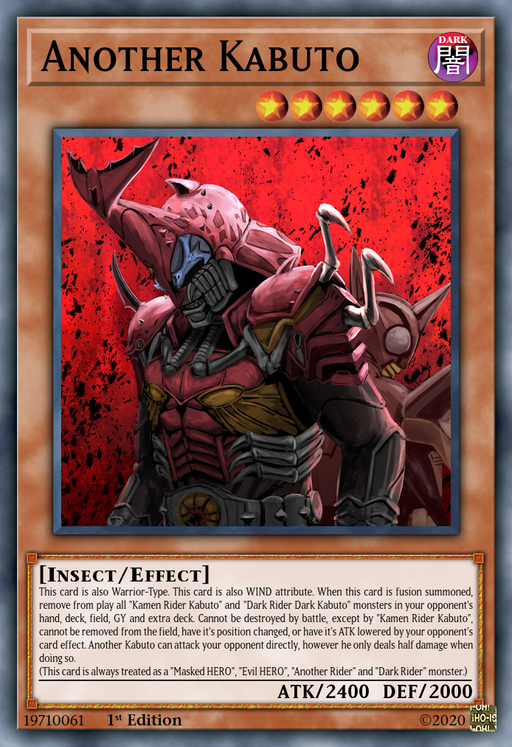 Another Kabuto
DARK
闇
[Insect/Effect]
This card is also Warrior-Type. This card is also WIND attribute. When this card is fusion summoned,
remove from play all "Kamen Rider Kabuto" and "Dark Rider Dark Kabuto" monsters in your opponent's
hand, deck, field, GY and extra deck. Cannot be destroyed by battle, except by "Kamen Rider Kabuto",
cannot be removed from the field, have it's position changed, or have it's ATK lowered by your opponent's
card effect. Another Kabuto can attack your opponent directly, however he only deals half damage when
doing so.
(This card is always treated as a "Masked HERO", "Evil HERO", "Another Rider" and "Dark Rider" monster.)
ATK/2400 DEF/2000
19710061 1st Edition ©2020